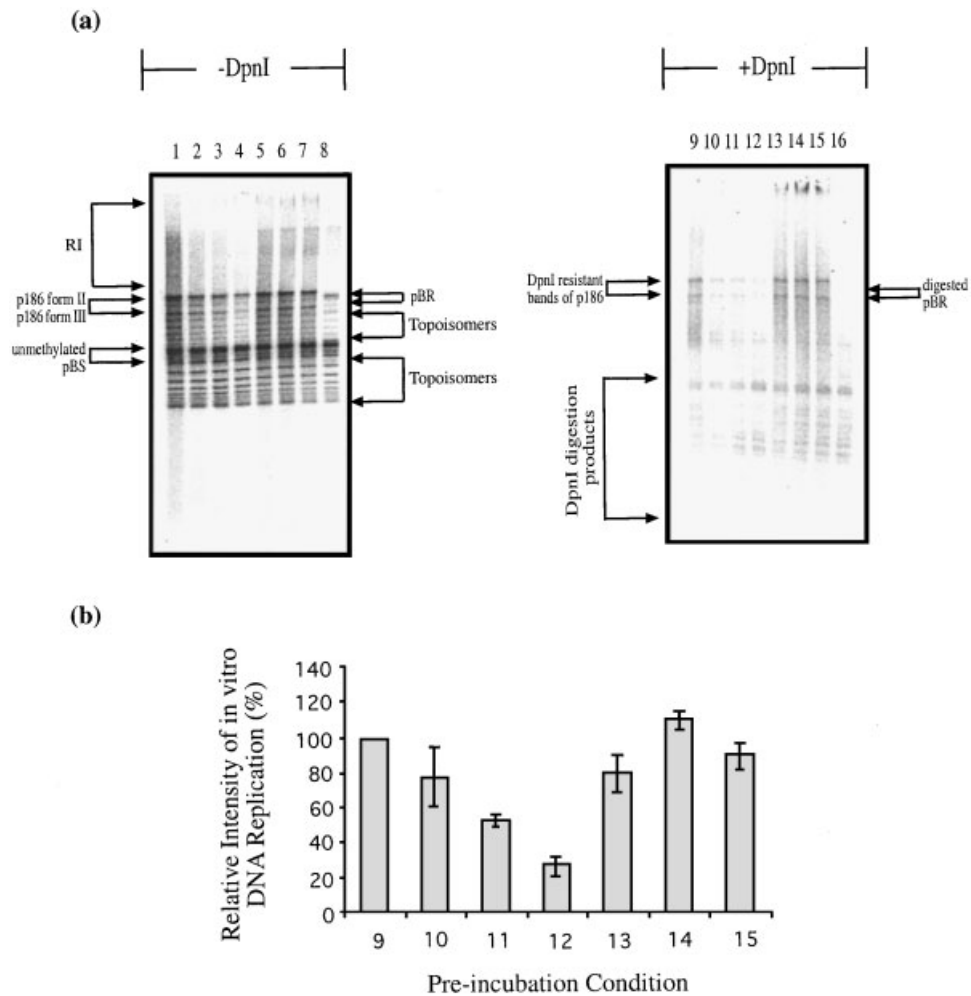 (a)
-DpnI
+DpnI
1 2 3 4 5 6 7 8
9 10 11 12 13 14 15 16
RI
p186 form II
p186 form III
unmethylated
pBS
pBR
Topoisomers
Topoisomers
DpnI resistant
bands of p186
digested
pBR
DpnI digestion
products
(b)
Relative Intensity of in vitro
DNA Replication (%)
140
120
100
80
60
40
20
0
9 10 11 12 13 14 15
Pre-incubation Condition